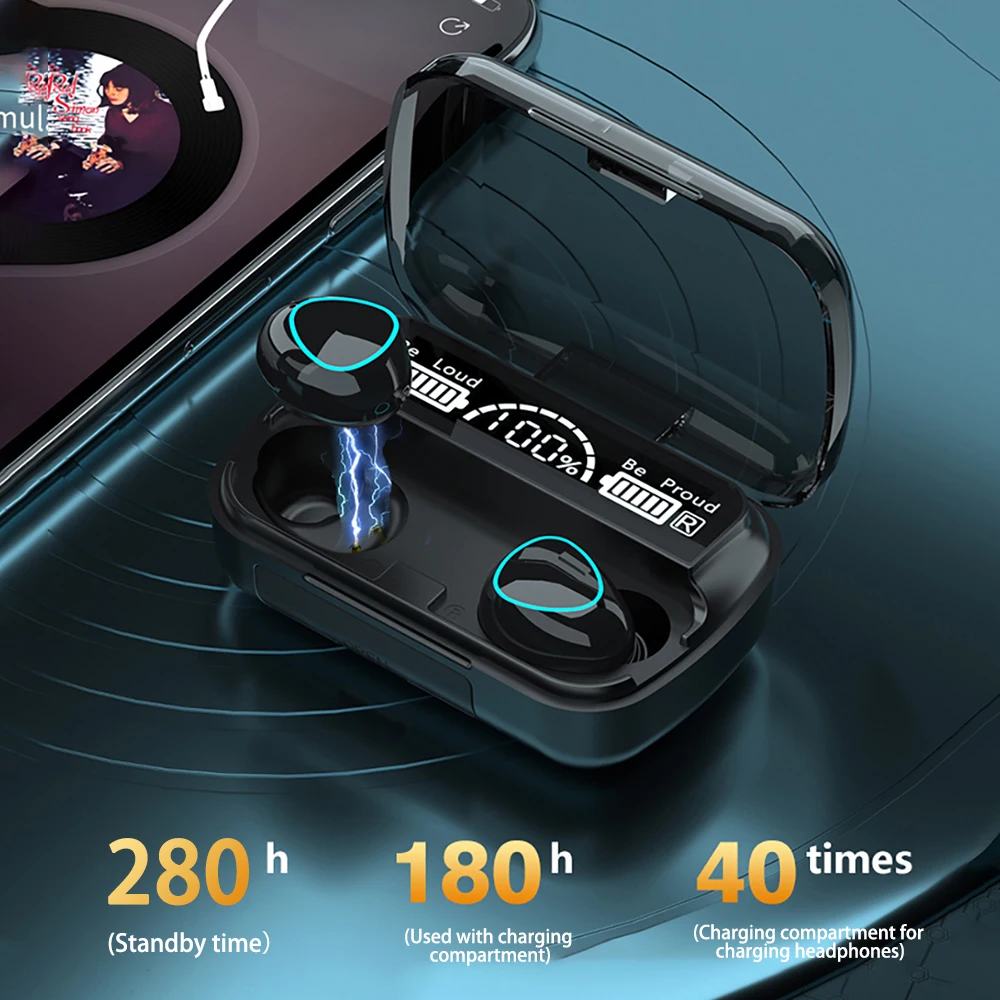 mul
Be Loud
100%
Be Proud
R
280 h
180 h
40 times
(Standby time)
(Used with charging
compartment)
(Charging compartment for
charging headphones)